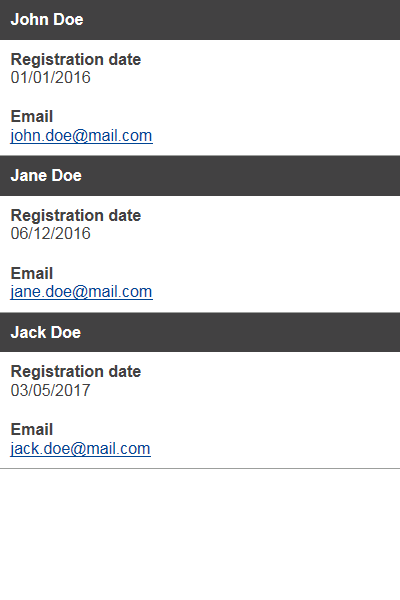 John Doe
Registration date
01/01/2016
Email
john.doe@mail.com
Jane Doe
Registration date
06/12/2016
Email
jane.doe@mail.com
Jack Doe
Registration date
03/05/2017
Email
jack.doe@mail.com